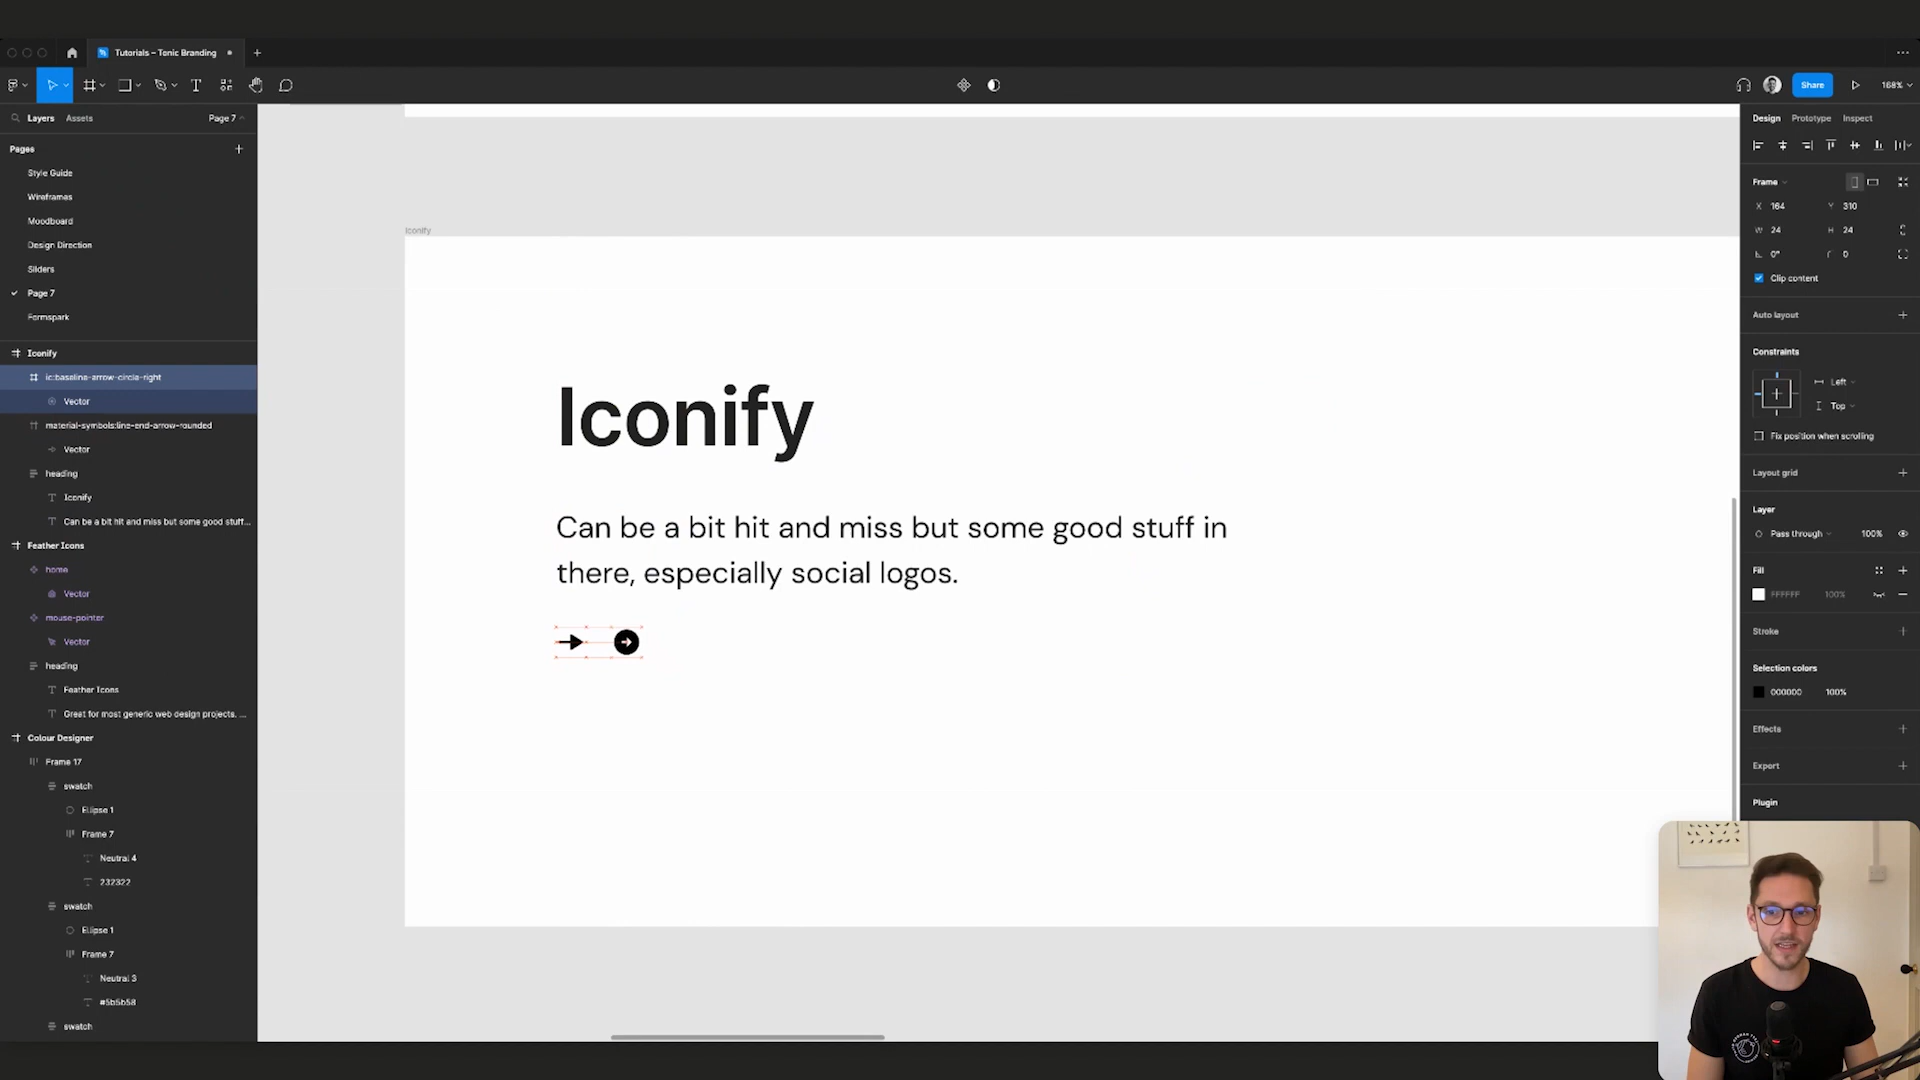 Tutorials – Tonic Branding
Share
168%
Layers
Assets
Page 7
Pages
Style Guide
Wireframes
Moodboard
Design Direction
Sliders
Page 7
Formspark
Iconify
ic:baseline-arrow-circle-right
Vector
material-symbols:line-end-arrow-rounded
Vector
heading
Iconify
Can be a bit hit and miss but some good stuff...
Feather Icons
home
Vector
mouse-pointer
Vector
heading
Feather Icons
Great for most generic web design projects. ...
Colour Designer
Frame 17
swatch
Ellipse 1
Frame 7
Neutral 4
232322
swatch
Ellipse 1
Frame 7
Neutral 3
#5b5b58
swatch
Iconify
Iconify
Can be a bit hit and miss but some good stuff in
there, especially social logos.
Design
Prototype
Inspect
Frame
X 164
Y 310
W 24
H 24
0°
0
Clip content
Auto layout
Constraints
Left
Top
Fix position when scrolling
Layout grid
Layer
Pass through
100%
Fill
FFFFFF
100%
Stroke
Selection colors
000000
100%
Effects
Export
Plugin